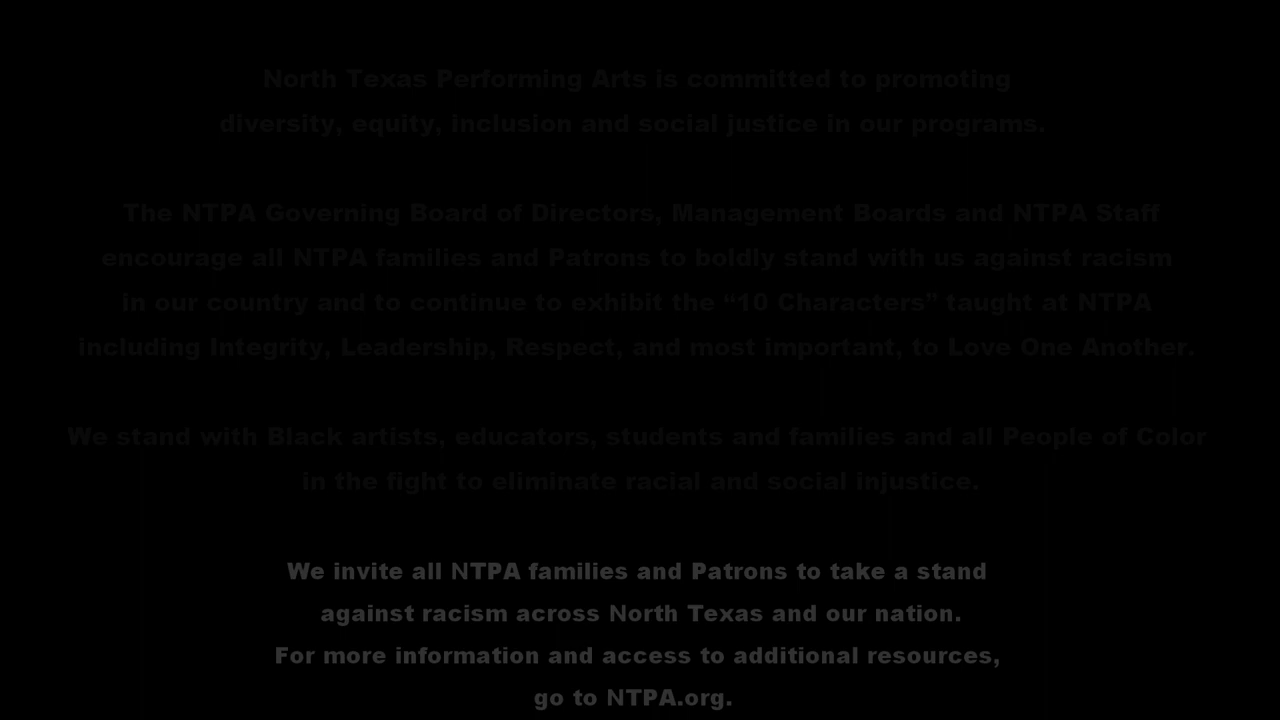 North Texas Performing Arts is committed to promoting
diversity, equity, inclusion and social justice in our programs.
The NTPA Governing Board of Directors, Management Boards and NTPA Staff
encourage all NTPA families and Patrons to boldly stand with us against racism
in our country and to continue to exhibit the “10 Characters” taught at NTPA
including Integrity, Leadership, Respect, and most important, to Love One Another.
We stand with Black artists, educators, students and families and all People of Color
in the fight to eliminate racial and social injustice.
We invite all NTPA families and Patrons to take a stand
against racism across North Texas and our nation.
For more information and access to additional resources,
go to NTPA.org.